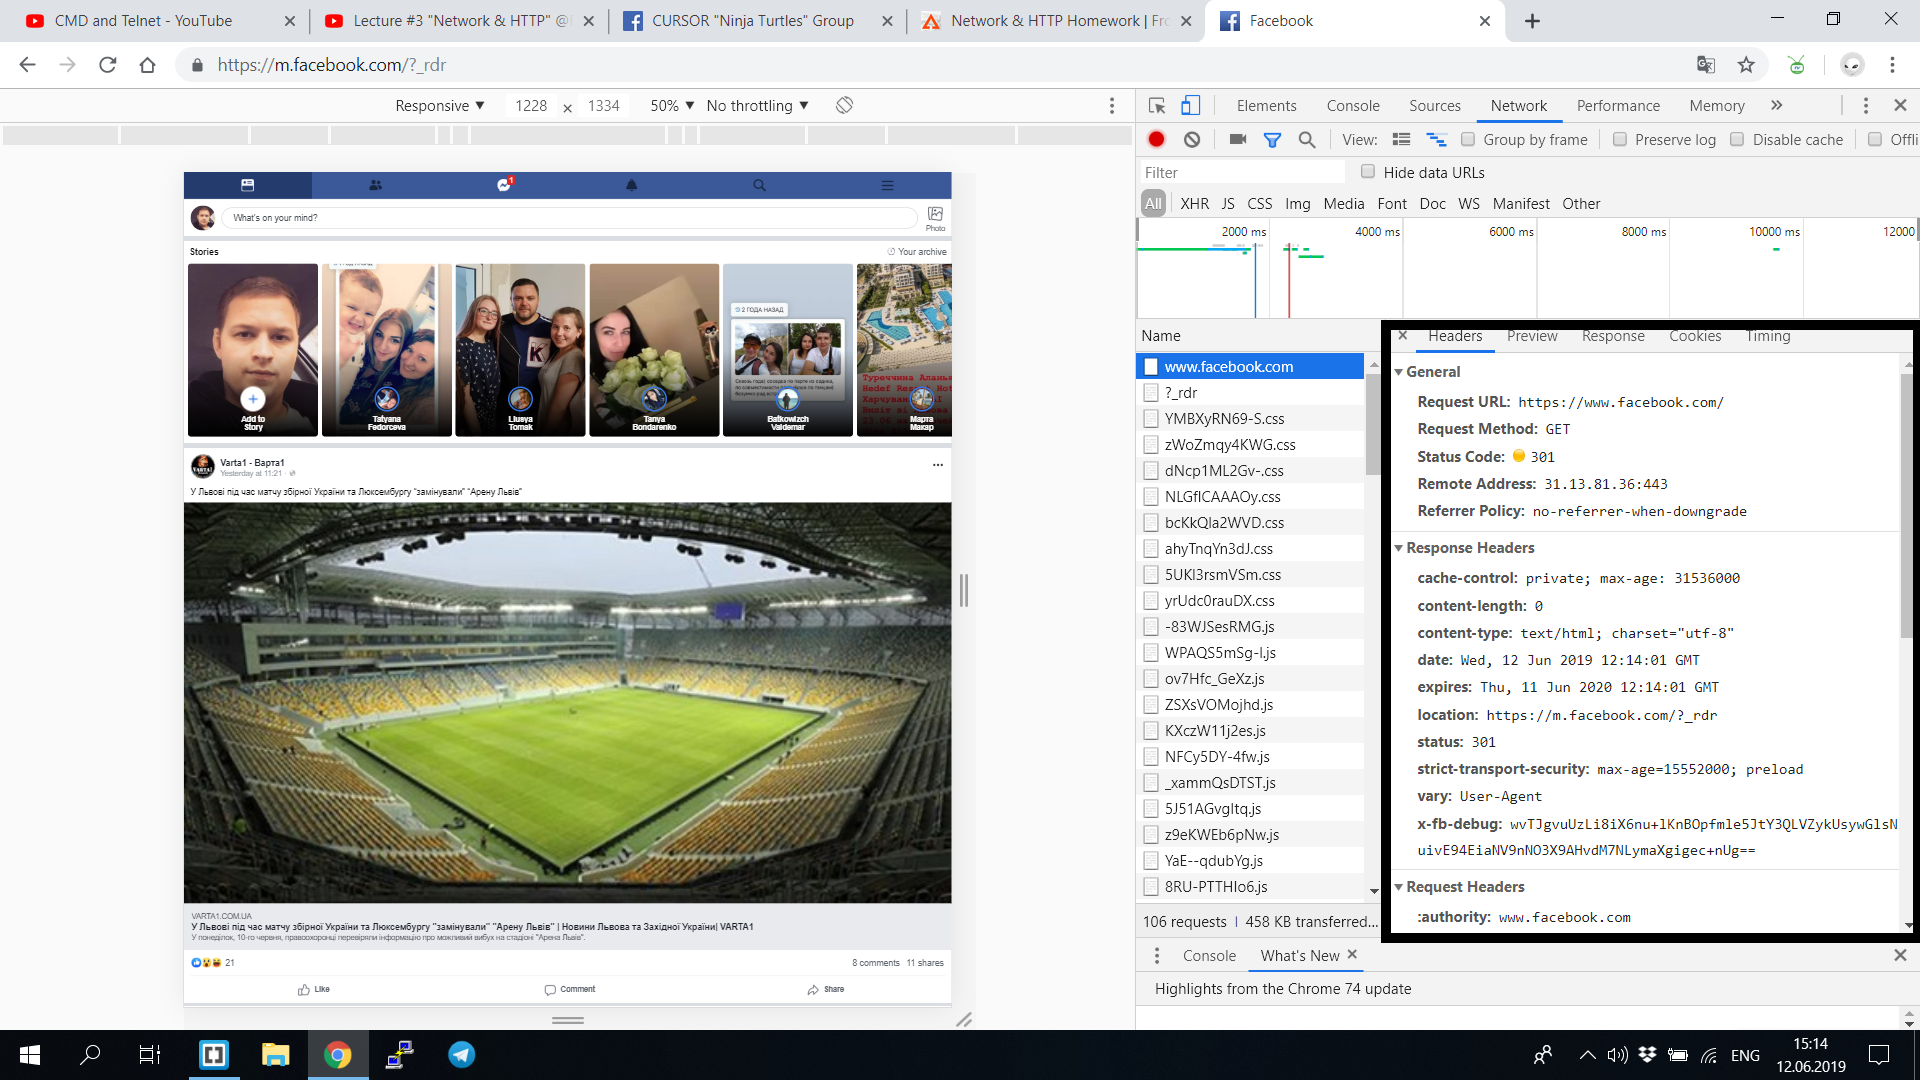 CMD and Telnet - YouTube
Lecture #3 "Network & HTTP" @
CURSOR "Ninja Turtles" Group
Network & HTTP Homework | Fro
Facebook
https://m.facebook.com/?_rdr
Responsive ▼ 1228 × 1334 50% ▼ No throttling ▼
Elements Console Sources Network Performance Memory
View: Group by frame Preserve log Disable cache Offli
Filter Hide data URLs
All XHR JS CSS Img Media Font Doc WS Manifest Other
2000 ms 4000 ms 6000 ms 8000 ms 10000 ms 12000
1
What's on your mind?
Photo
Stories
Your archive
2 ГОДА НАЗАД
Туреччина
Add to Story
Tatyana Fedorceva
Tomak
Tanya Bondarenko
Batkowizch Valdemar
Марта Макар
Varta1 - Варта1
Yesterday at 11:21
У Львові під час матчу збірної України та Люксембургу "замінували" "Арену Львів"
VARTA1.COM.UA
У Львові під час матчу збірної України та Люксембургу "замінували" "Арену Львів" | Новини Львова та Західної України| VARTA1
У понеділок, 10-го червня, правоохоронці перевіряли інформацію про можливий вибух на стадіоні "Арена Львів".
21
8 comments 11 shares
Like Comment Share
Name
www.facebook.com
?_rdr
YMBXyRN69-S.css
zWoZmqy4KWG.css
dNcp1ML2Gv-.css
NLGfICAAAOy.css
bcKkQla2WVD.css
ahyTnqYn3dJ.css
5UKl3rsmVSm.css
yrUdc0rauDX.css
-83WJSesRMG.js
WPAQS5mSg-I.js
ov7Hfc_GeXz.js
ZSXsVOMojhd.js
KXczW11j2es.js
NFCy5DY-4fw.js
_xammQsDTST.js
5J51AGvgItq.js
z9eKWEb6pNw.js
YaE--qdubYg.js
8RU-PTTHIo6.js
106 requests | 458 KB transferred...
Headers Preview Response Cookies Timing
General
Request URL: https://www.facebook.com/
Request Method: GET
Status Code: 301
Remote Address: 31.13.81.36:443
Referrer Policy: no-referrer-when-downgrade
Response Headers
cache-control: private; max-age: 31536000
content-length: 0
content-type: text/html; charset="utf-8"
date: Wed, 12 Jun 2019 12:14:01 GMT
expires: Thu, 11 Jun 2020 12:14:01 GMT
location: https://m.facebook.com/?_rdr
status: 301
strict-transport-security: max-age=15552000; preload
vary: User-Agent
x-fb-debug: wvTJgvuUzLi8iX6nu+lKnBOpfmle5JtY3QLVZykUsywGlsN
uivE94EiaNV9nNO3X9AHvdM7NLymaXgigec+nUg==
Request Headers
:authority: www.facebook.com
Console What's New
Highlights from the Chrome 74 update
ENG
15:14
12.06.2019